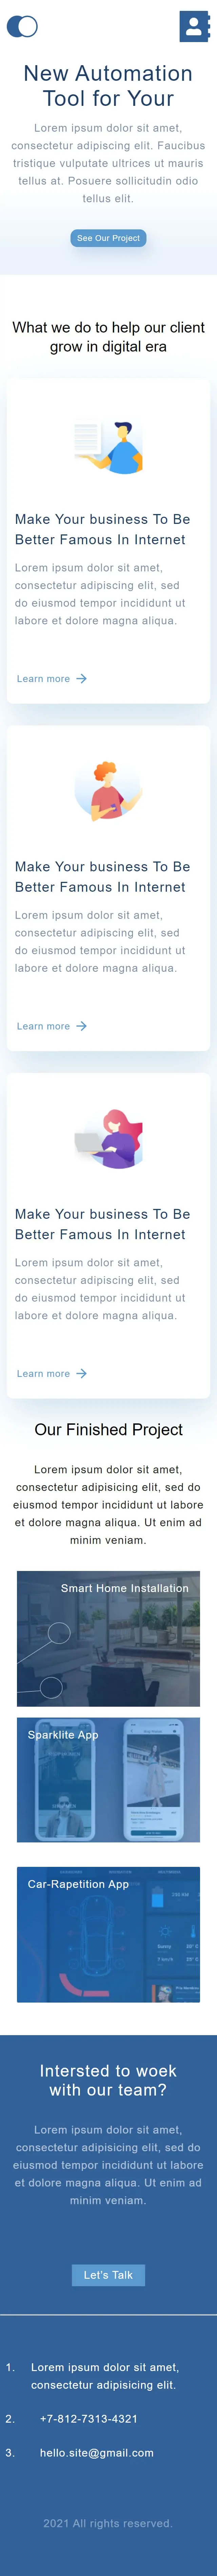 New Automation
Tool for Your
Lorem ipsum dolor sit amet,
consectetur adipiscing elit. Faucibus
tristique vulputate ultrices ut mauris
tellus at. Posuere sollicitudin odio
tellus elit.
See Our Project
What we do to help our client
grow in digital era
Make Your business To Be
Better Famous In Internet
Lorem ipsum dolor sit amet,
consectetur adipiscing elit, sed
do eiusmod tempor incididunt ut
labore et dolore magna aliqua.
Learn more
Make Your business To Be
Better Famous In Internet
Lorem ipsum dolor sit amet,
consectetur adipiscing elit, sed
do eiusmod tempor incididunt ut
labore et dolore magna aliqua.
Learn more
Make Your business To Be
Better Famous In Internet
Lorem ipsum dolor sit amet,
consectetur adipiscing elit, sed
do eiusmod tempor incididunt ut
labore et dolore magna aliqua.
Learn more
Our Finished Project
Lorem ipsum dolor sit amet,
consectetur adipisicing elit, sed do
eiusmod tempor incididunt ut labore
et dolore magna aliqua. Ut enim ad
minim veniam.
Smart Home Installation
Sparklite App
Car-Rapetition App
Intersted to woek
with our team?
Lorem ipsum dolor sit amet,
consectetur adipisicing elit, sed do
eiusmod tempor incididunt ut labore
et dolore magna aliqua. Ut enim ad
minim veniam.
Let's Talk
1. Lorem ipsum dolor sit amet,
consectetur adipisicing elit.
2. +7-812-7313-4321
3. hello.site@gmail.com
2021 All rights reserved.